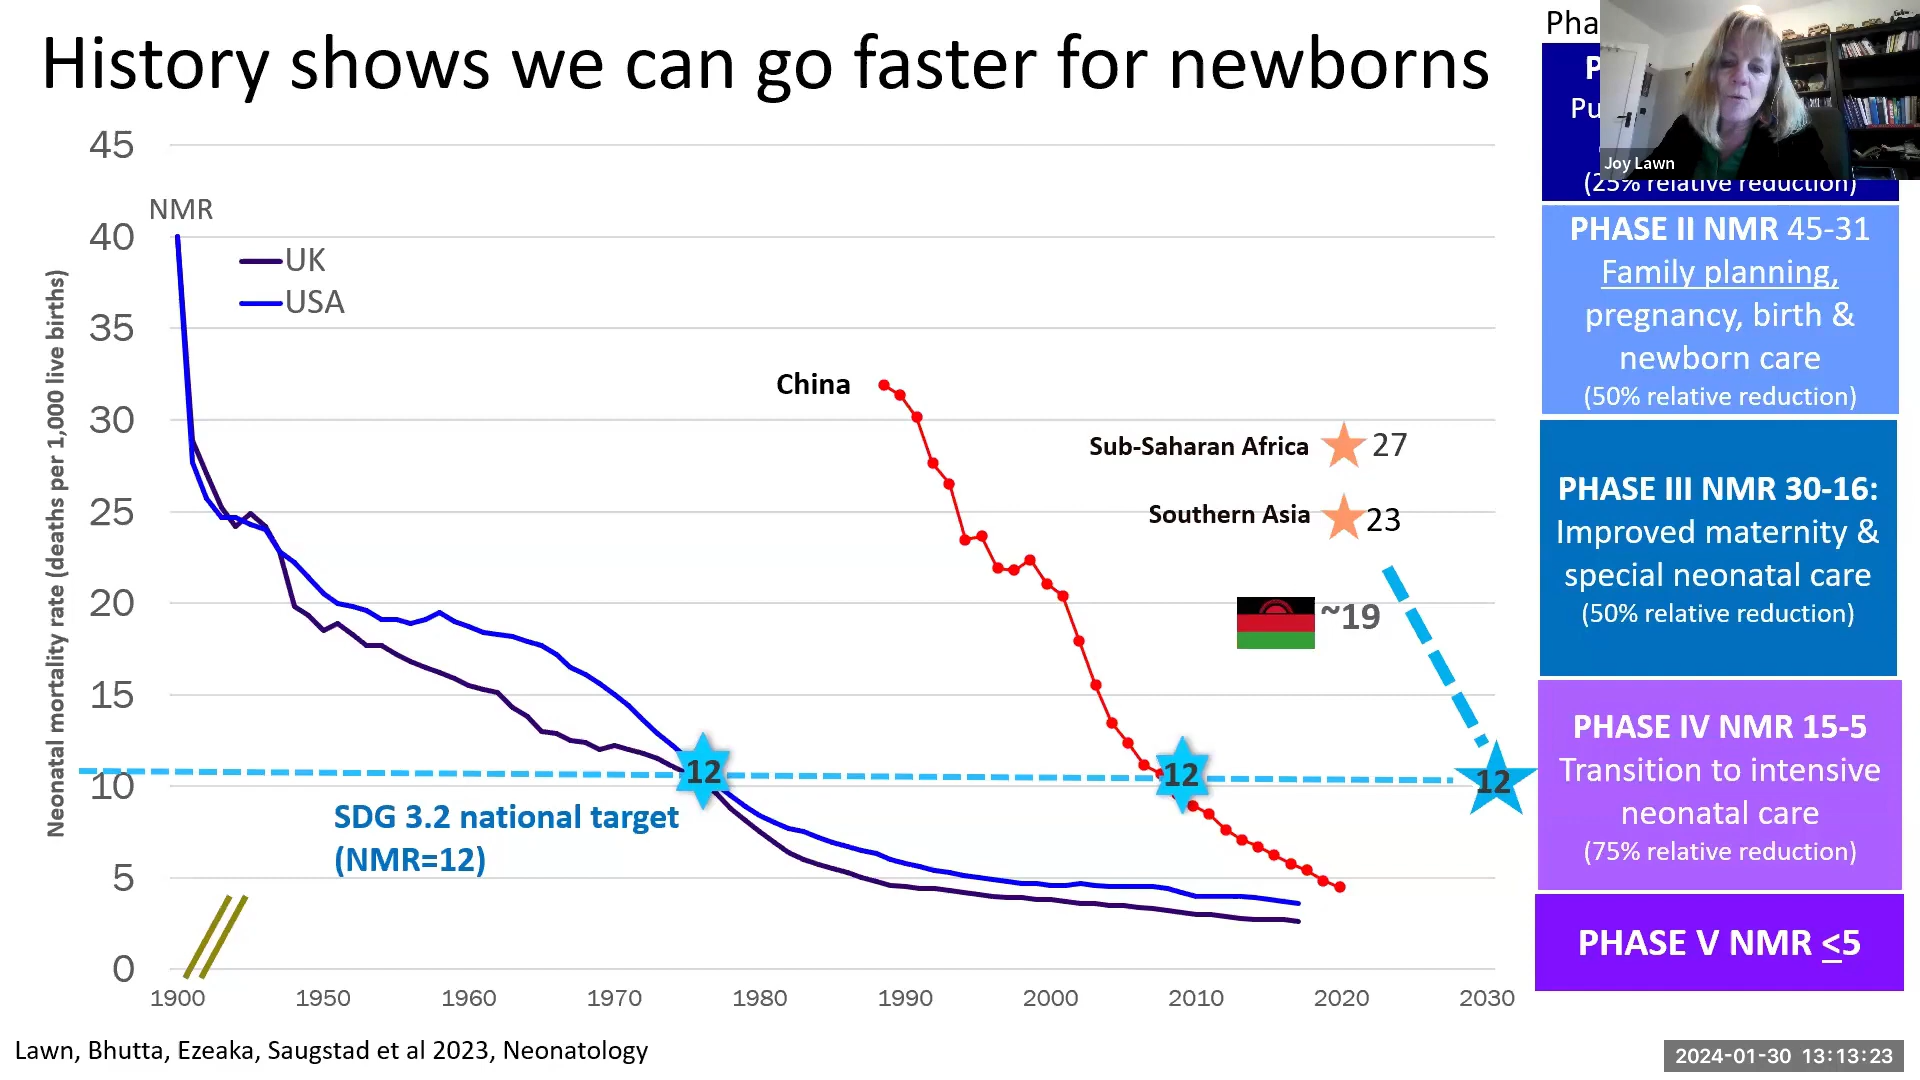 History shows we can go faster for newborns
Joy Lawn
(25% relative reduction)
PHASE II NMR 45-31
Family planning,
pregnancy, birth &
newborn care
(50% relative reduction)
PHASE III NMR 30-16:
Improved maternity &
special neonatal care
(50% relative reduction)
PHASE IV NMR 15-5
Transition to intensive
neonatal care
(75% relative reduction)
PHASE V NMR <5
Neonatal mortality rate (deaths per 1,000 live births)
45
40
35
30
25
20
15
10
5
0
NMR
UK
USA
China
Sub-Saharan Africa 27
Southern Asia 23
~19
12
12
12
SDG 3.2 national target
(NMR=12)
1900 1950 1960 1970 1980 1990 2000 2010 2020 2030
Lawn, Bhutta, Ezeaka, Saugstad et al 2023, Neonatology
2024-01-30 13:13:23